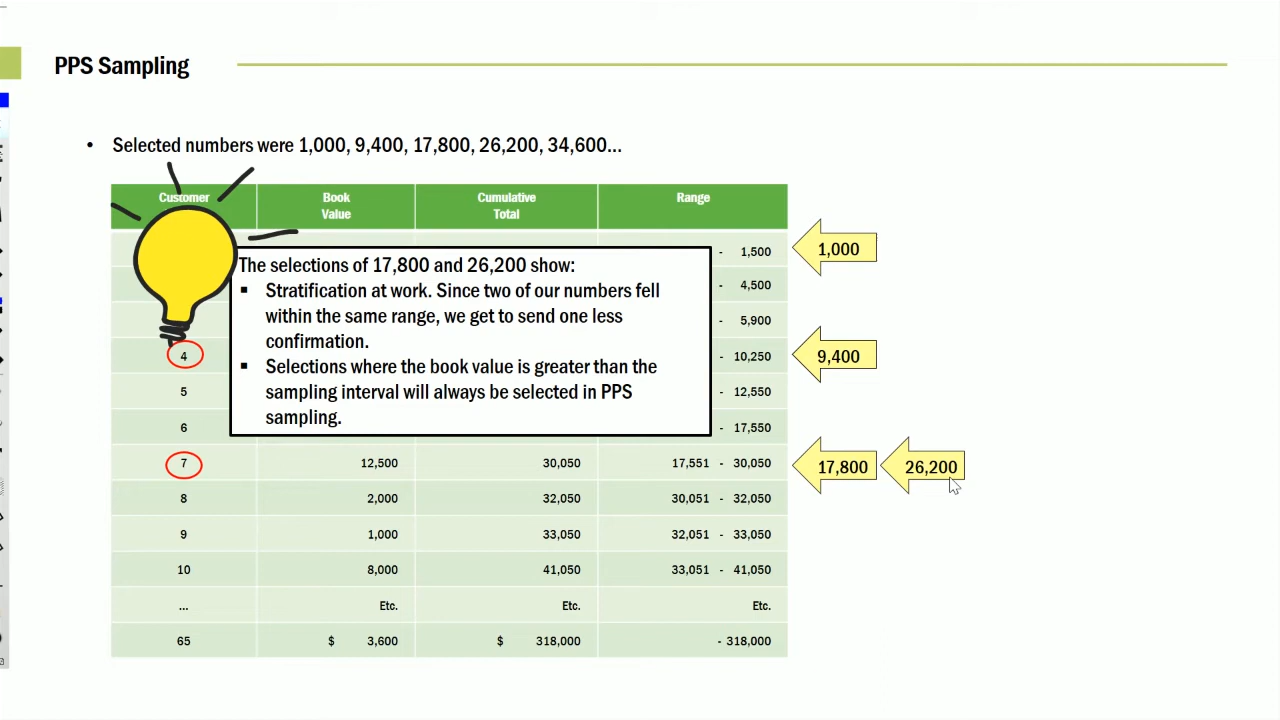 PPS Sampling
• Selected numbers were 1,000, 9,400, 17,800, 26,200, 34,600...
Customer Book Value Cumulative Total Range
- 1,500 1,000
The selections of 17,800 and 26,200 show:
▪ Stratification at work. Since two of our numbers fell
within the same range, we get to send one less
confirmation.
▪ Selections where the book value is greater than the
sampling interval will always be selected in PPS
sampling.
- 4,500
- 5,900
4 - 10,250 9,400
5 - 12,550
6 - 17,550
7 12,500 30,050 17,551 - 30,050 17,800 26,200
8 2,000 32,050 30,051 - 32,050
9 1,000 33,050 32,051 - 33,050
10 8,000 41,050 33,051 - 41,050
... Etc. Etc. Etc.
65 $ 3,600 $ 318,000 - 318,000